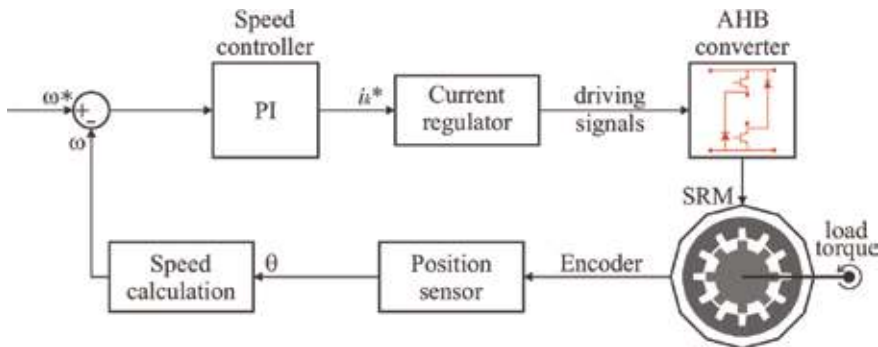 Speed
controller
AHB
converter
ω*
+
-
ω
PI
iₖ*
Current
regulator
driving
signals
SRM
load
torque
Speed
calculation
θ
Position
sensor
Encoder